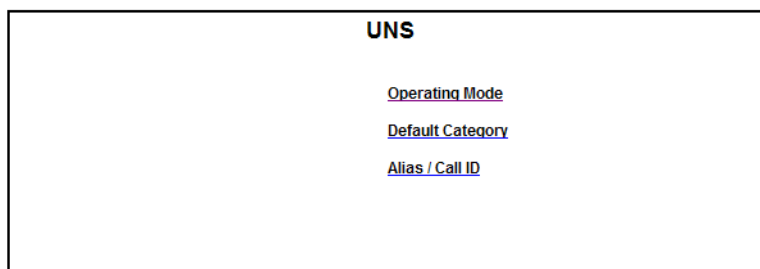 UNS
Operating Mode
Default Category
Alias / Call ID